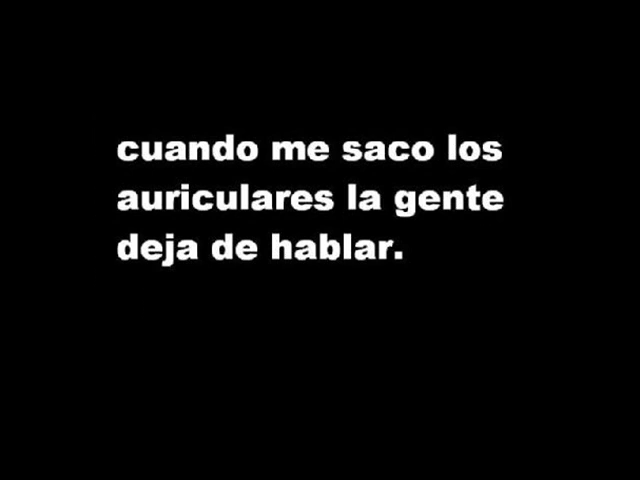 cuando me saco los
auriculares la gente
deja de hablar.